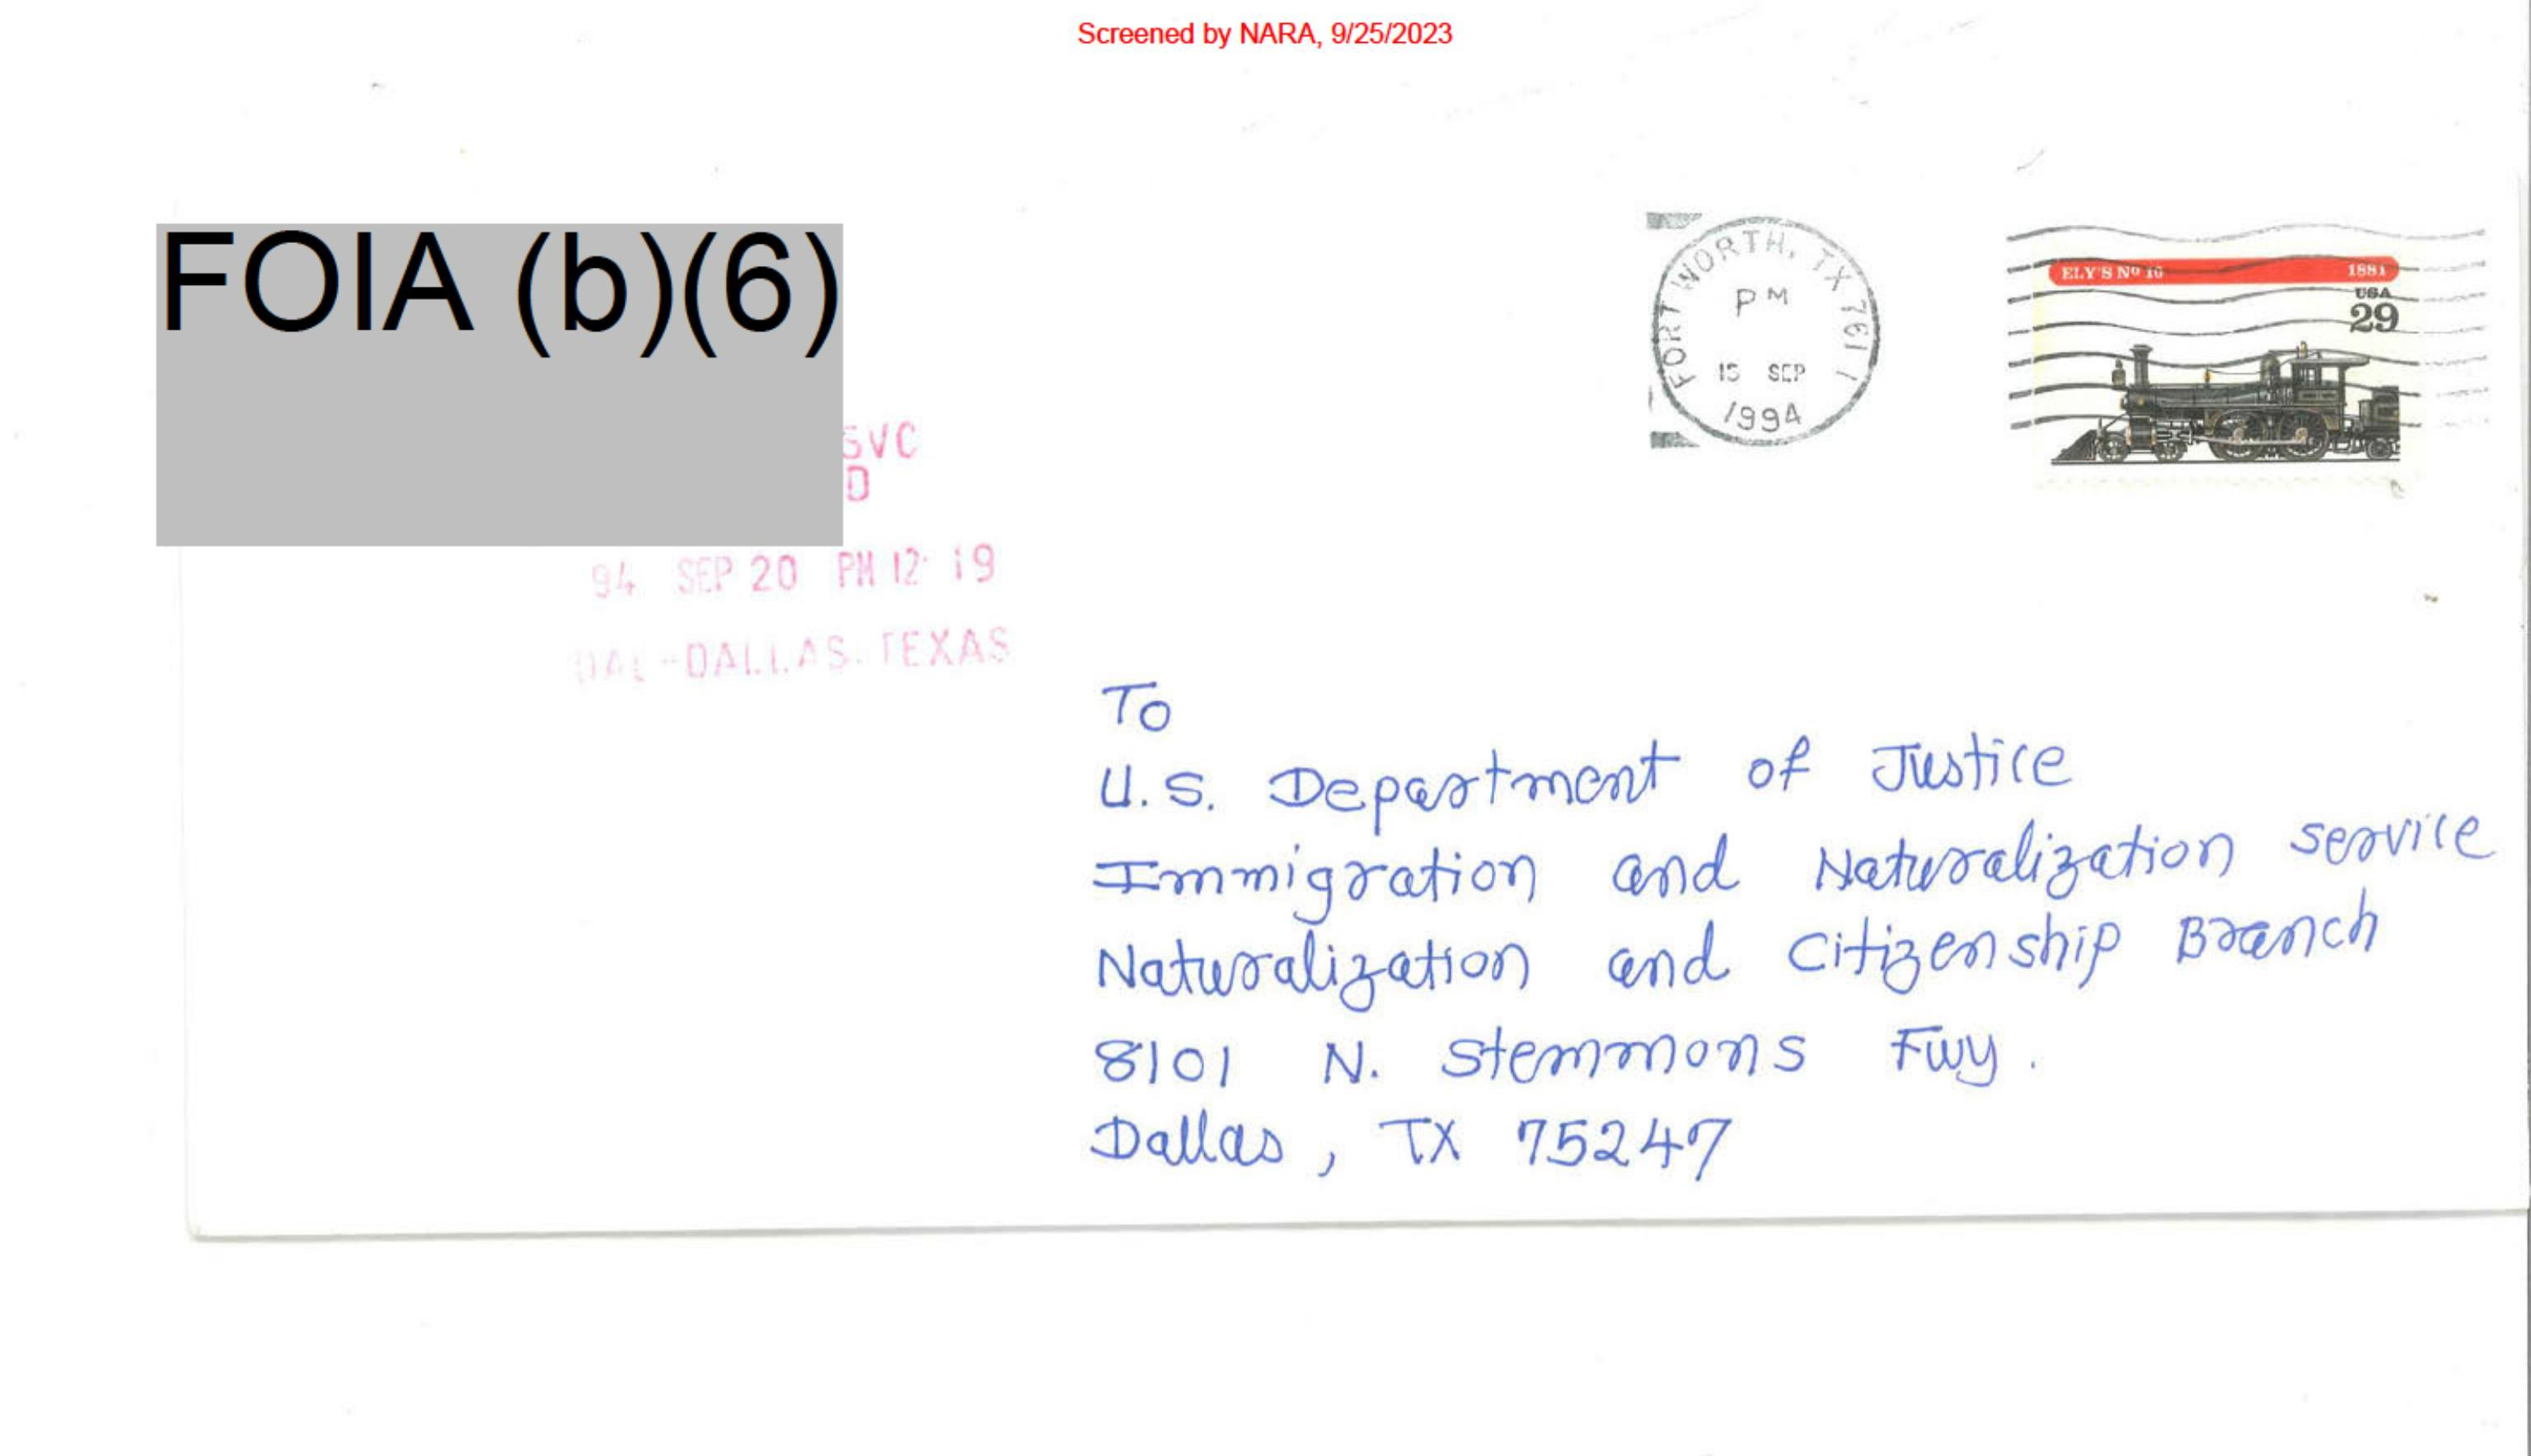 Screened by NARA, 9/25/2023
FOIA (b)(6)
SVC
D
94 SEP 20 PM 12:19
DAL-DALLAS, TEXAS
FORT WORTH, TX 761 1
PM
15 SEP
1994
ELY'S Nº 10 1881
USA
29
To
U.S. Department of Justice
Immigration and Naturalization service
Naturalization and Citizenship Branch
8101 N. Stemmons Fwy.
Dallas, TX 75247